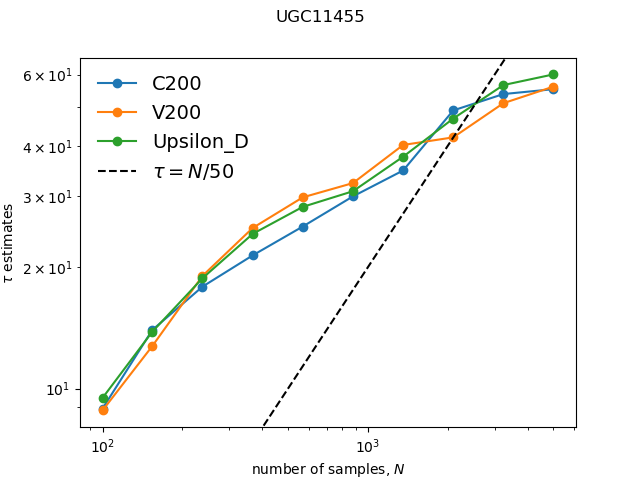 UGC11455
C200
V200
Upsilon_D
τ = N/50
6 × 10¹
4 × 10¹
3 × 10¹
2 × 10¹
10¹
τ estimates
10² 10³
number of samples, N